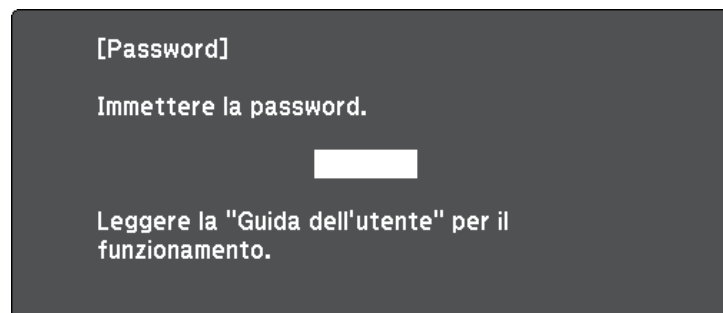 [Password]
Immettere la password.
Leggere la "Guida dell'utente" per il
funzionamento.